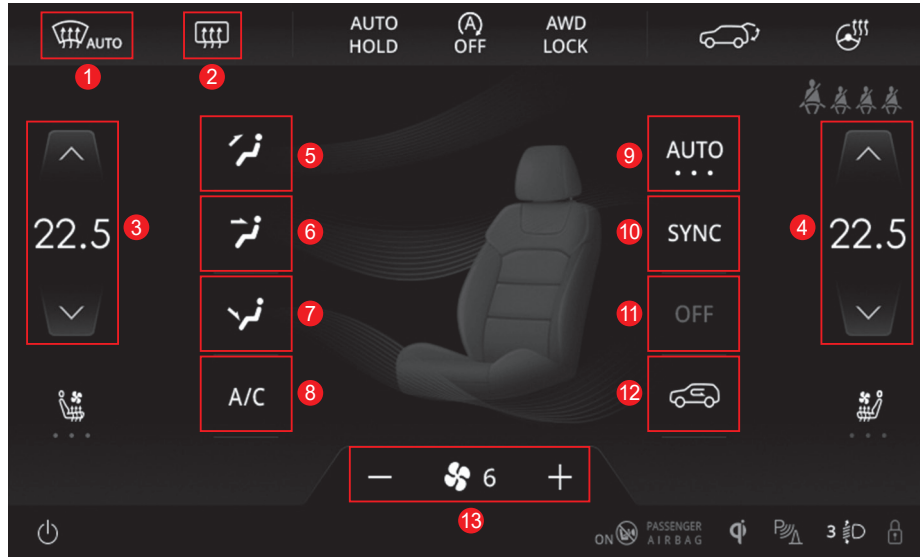 AUTO
AUTO HOLD
A OFF
AWD LOCK
1
2
3
22.5
4
22.5
5
6
7
8
A/C
9
AUTO
10
SYNC
11
OFF
12
6
13
ON
PASSENGER
AIRBAG
P
3